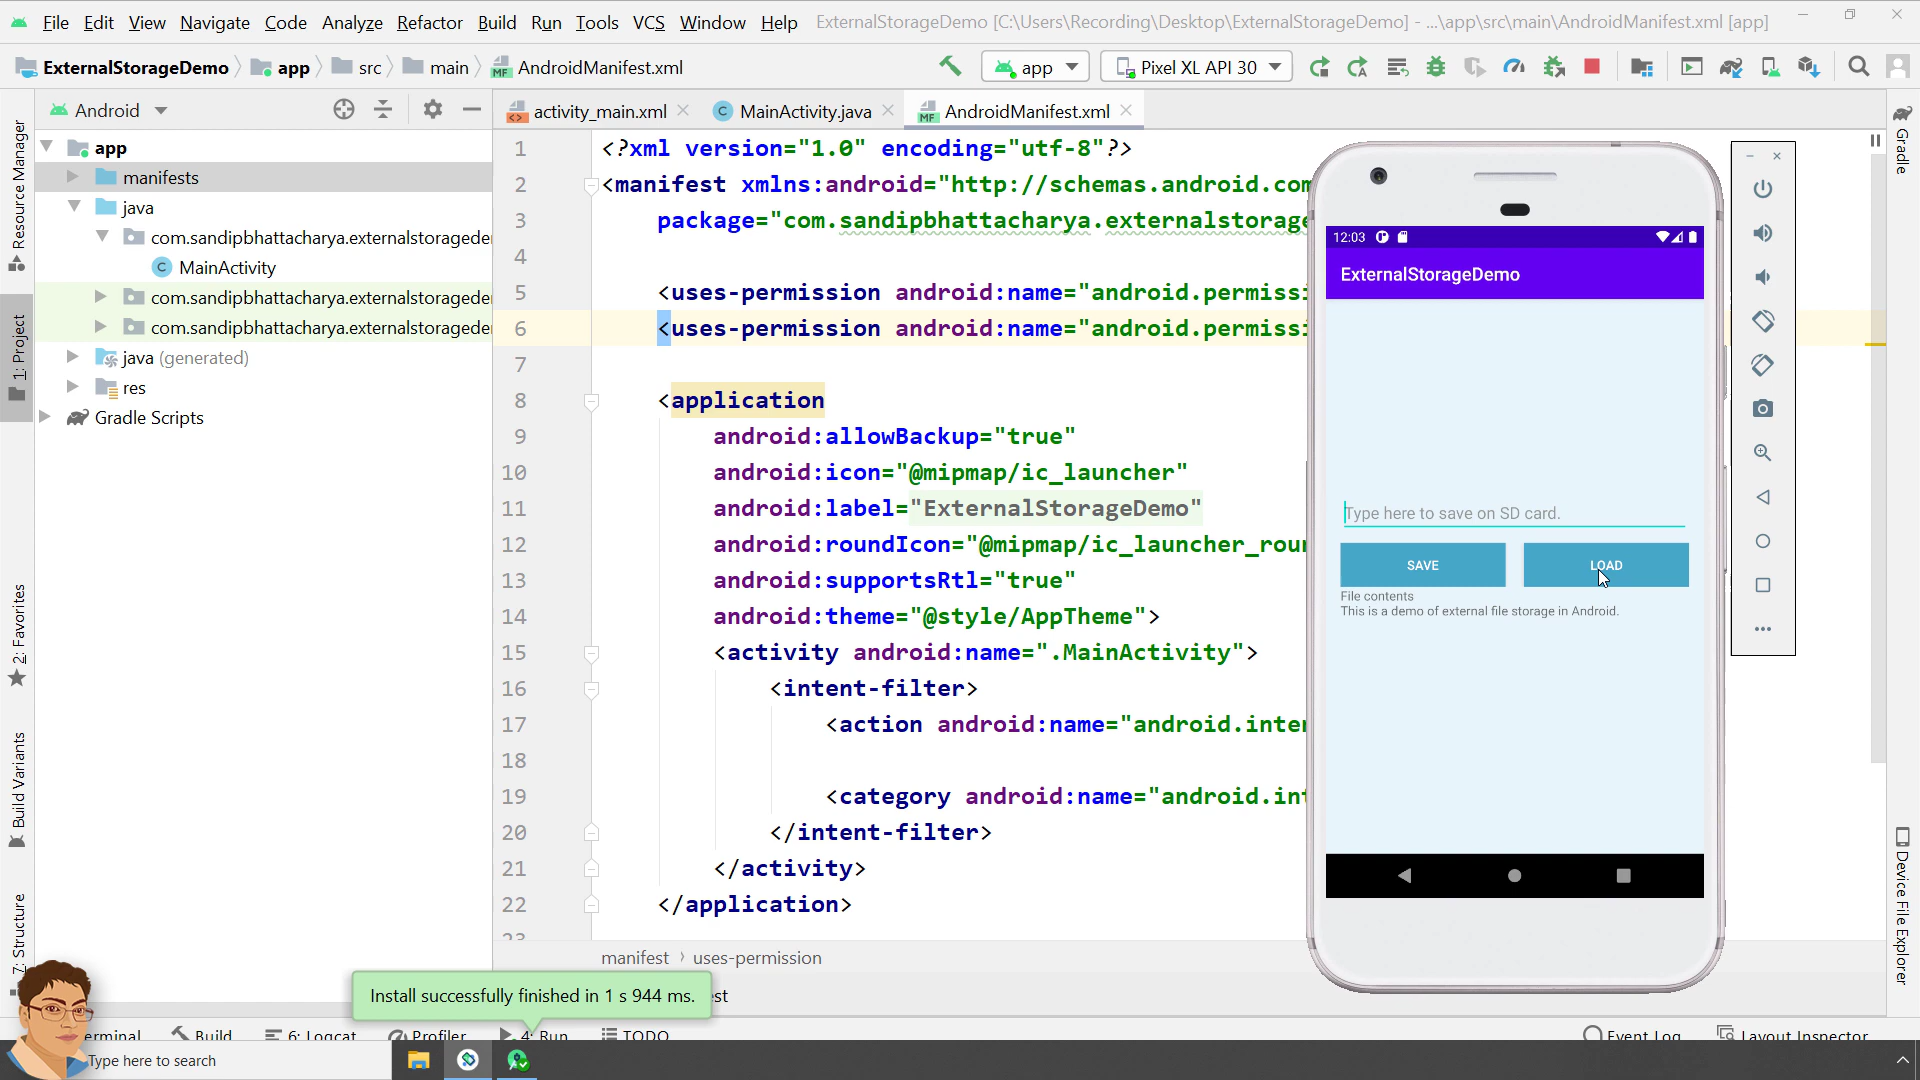 File Edit View Navigate Code Analyze Refactor Build Run Tools VCS Window Help ExternalStorageDemo [C:\Users\Recording\Desktop\ExternalStorageDemo] - ...\app\src\main\AndroidManifest.xml [app]
ExternalStorageDemo app src main AndroidManifest.xml app Pixel XL API 30
Android
activity_main.xml MainActivity.java AndroidManifest.xml
Resource Manager
1: Project
2: Favorites
Build Variants
7: Structure
app
manifests
java
com.sandipbhattacharya.externalstoragede
MainActivity
com.sandipbhattacharya.externalstoragede
com.sandipbhattacharya.externalstoragede
java (generated)
res
Gradle Scripts
1 <?xml version="1.0" encoding="utf-8"?>
2 <manifest xmlns:android="http://schemas.android.com
3 package="com.sandipbhattacharya.externalstorage
4
5 <uses-permission android:name="android.permissi
6 <uses-permission android:name="android.permissi
7
8 <application
9 android:allowBackup="true"
10 android:icon="@mipmap/ic_launcher"
11 android:label="ExternalStorageDemo"
12 android:roundIcon="@mipmap/ic_launcher_rou
13 android:supportsRtl="true"
14 android:theme="@style/AppTheme">
15 <activity android:name=".MainActivity">
16 <intent-filter>
17 <action android:name="android.inte
18
19 <category android:name="android.in
20 </intent-filter>
21 </activity>
22 </application>
23
manifest › uses-permission
12:03
ExternalStorageDemo
Type here to save on SD card.
SAVE LOAD
File contents
This is a demo of external file storage in Android.
Gradle
Device File Explorer
Install successfully finished in 1 s 944 ms.
Build 6: Logcat Profiler 4: Run TODO Event Log Layout Inspector
Type here to search